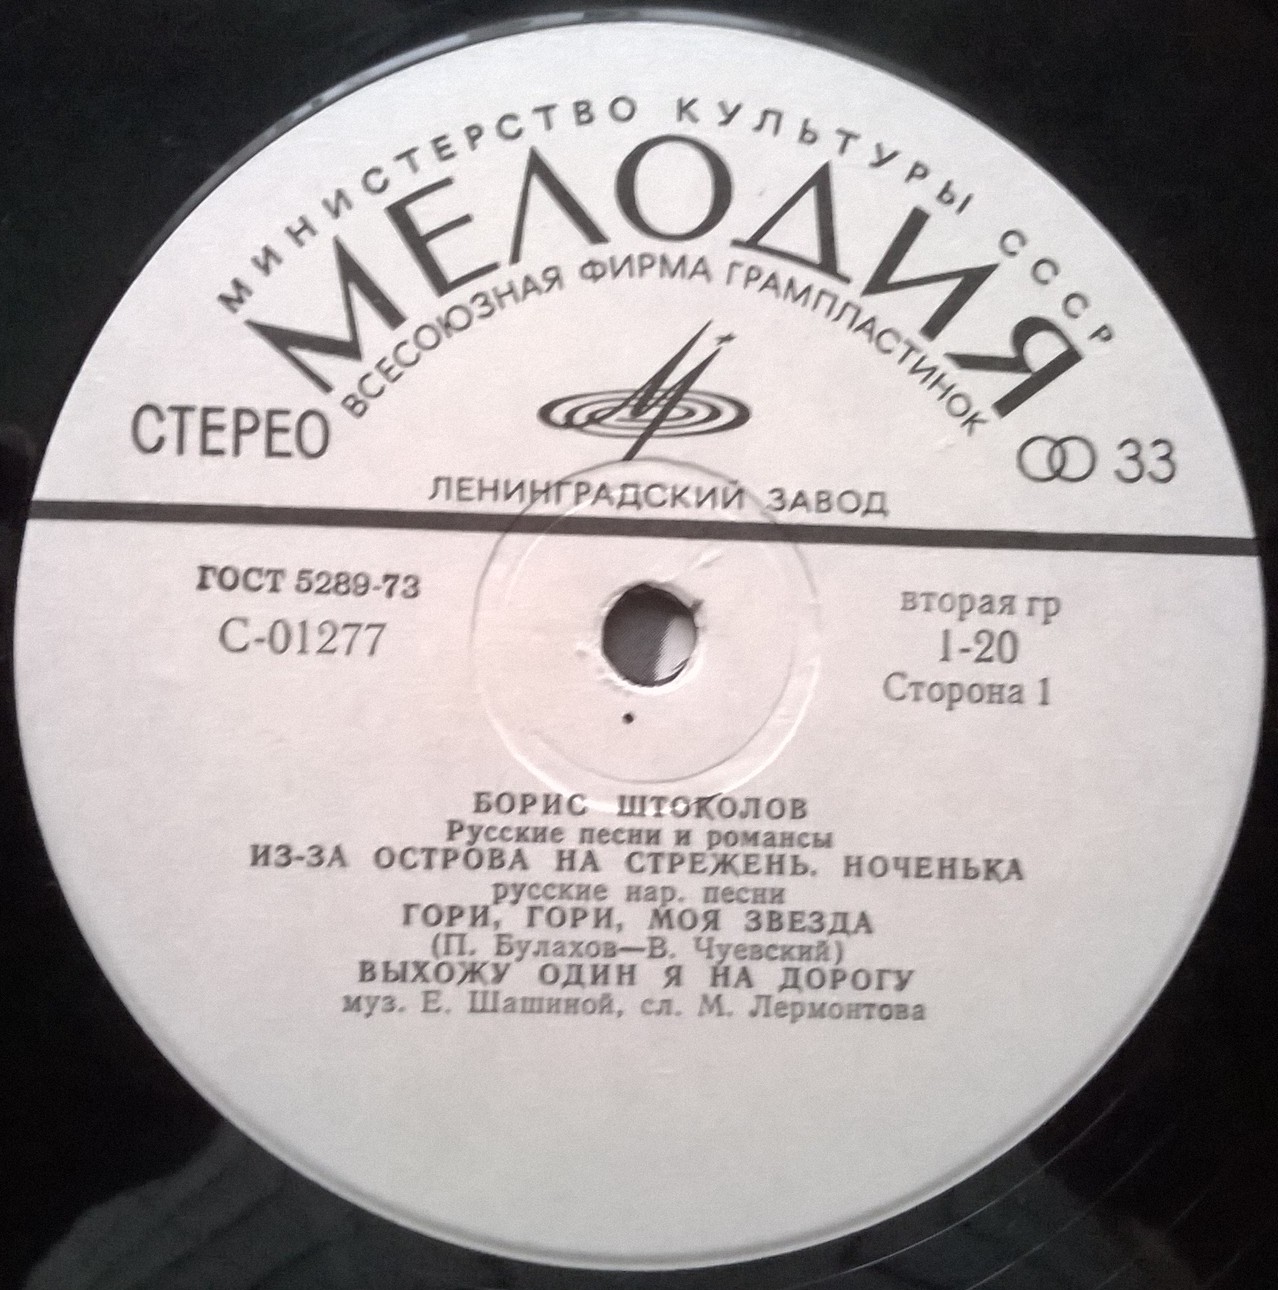 МИНИСТЕРСТВО КУЛЬТУРЫ СССР
МЕЛОДИЯ
ВСЕСОЮЗНАЯ ФИРМА ГРАМПЛАСТИНОК
СТЕРЕО
33
ЛЕНИНГРАДСКИЙ ЗАВОД
ГОСТ 5289-73
С-01277
вторая гр
1-20
Сторона 1
БОРИС ШТОКОЛОВ
Русские песни и романсы
ИЗ-ЗА ОСТРОВА НА СТРЕЖЕНЬ. НОЧЕНЬКА
русские нар. песни
ГОРИ, ГОРИ, МОЯ ЗВЕЗДА
(П. Булахов—В. Чуевский)
ВЫХОЖУ ОДИН Я НА ДОРОГУ
муз. Е. Шашиной, сл. М. Лермонтова